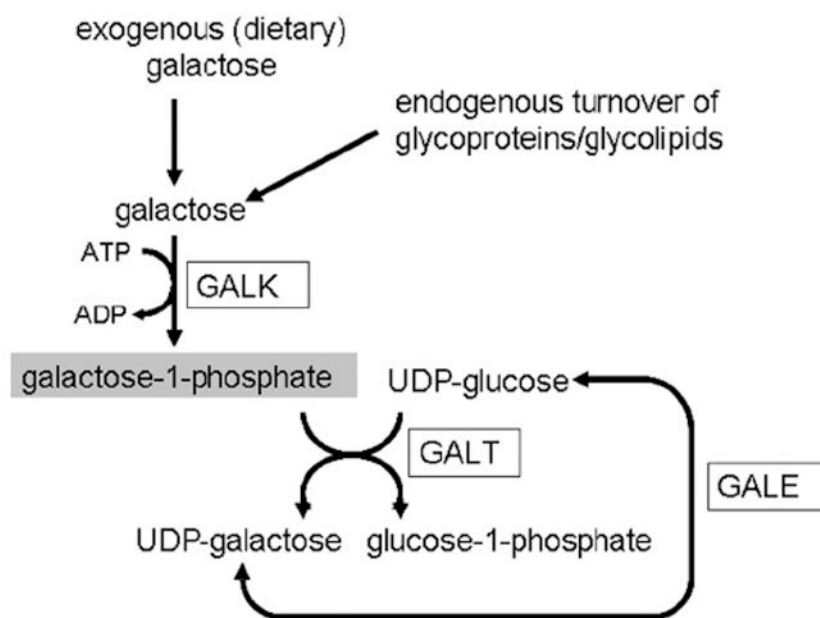 exogenous (dietary)
galactose
endogenous turnover of
glycoproteins/glycolipids
galactose
ATP
GALK
ADP
galactose-1-phosphate
UDP-glucose
GALT
GALE
UDP-galactose
glucose-1-phosphate